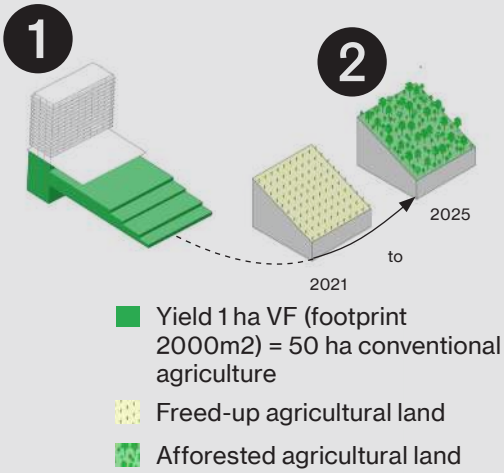 1
2
2025
to
2021
Yield 1 ha VF (footprint
2000m2) = 50 ha conventional
agriculture
Freed-up agricultural land
Afforested agricultural land